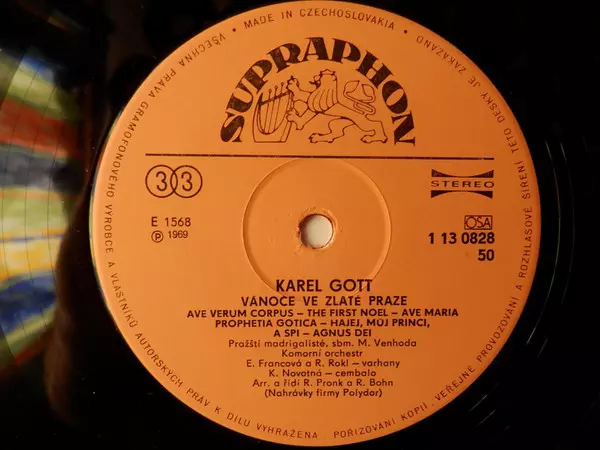 VŠECHNA PRÁVA GRAMOFONOVÉHO VÝROBCE A VLASTNÍKŮ AUTORSKÝCH PRÁV K DÍLU VYHRAŽENA · POŘIZOVÁNÍ KOPIÍ, VEŘEJNÉ PROVOZOVÁNÍ A ROZHLASOVÉ ŠÍŘENÍ TÉTO DESKY JE ZAKÁZÁNO
· MADE IN CZECHOSLOVAKIA ·
SUPRAPHON
33
STEREO
E 1568
OSA
℗ 1969
1 13 0828
50
KAREL GOTT
VÁNOCE VE ZLATÉ PRAZE
AVE VERUM CORPUS – THE FIRST NOEL – AVE MARIA
PROPHETIA GOTICA – HAJEJ, MŮJ PRINCI,
A SPI – AGNUS DEI
Pražští madrigalisté, sbm. M. Venhoda
Komorní orchestr
E. Francová a R. Rokl – varhany
K. Novotná – cembalo
Arr. a řídí R. Pronk a R. Bohn
(Nahrávky firmy Polydor)